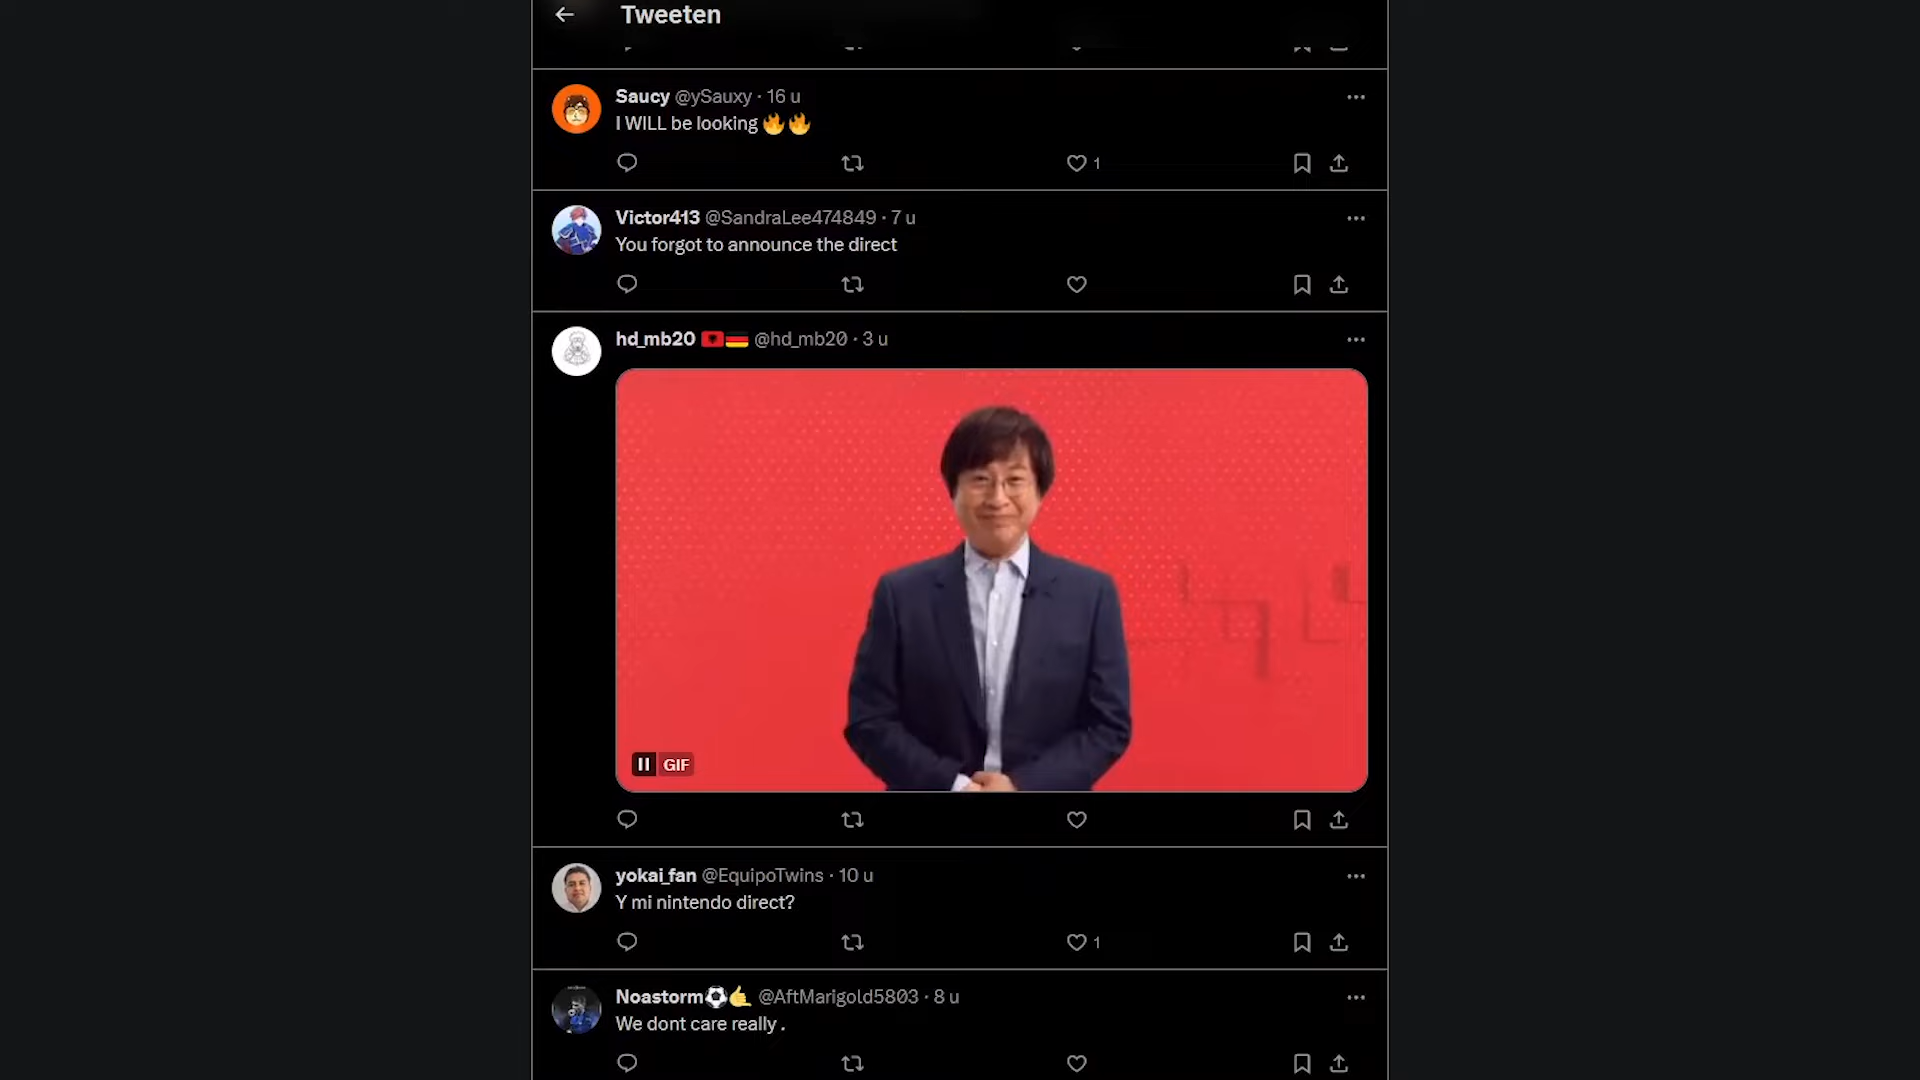 Tweeten
Saucy @ySauxy · 16 u
I WILL be looking 🔥🔥
1
Victor413 @SandraLee474849 · 7 u
You forgot to announce the direct
hd_mb20 🇦🇱🇩🇪 @hd_mb20 · 3 u
GIF
yokai_fan @EquipoTwins · 10 u
Y mi nintendo direct?
1
Noastorm⚽🤙 @AftMarigold5803 · 8 u
We dont care really .